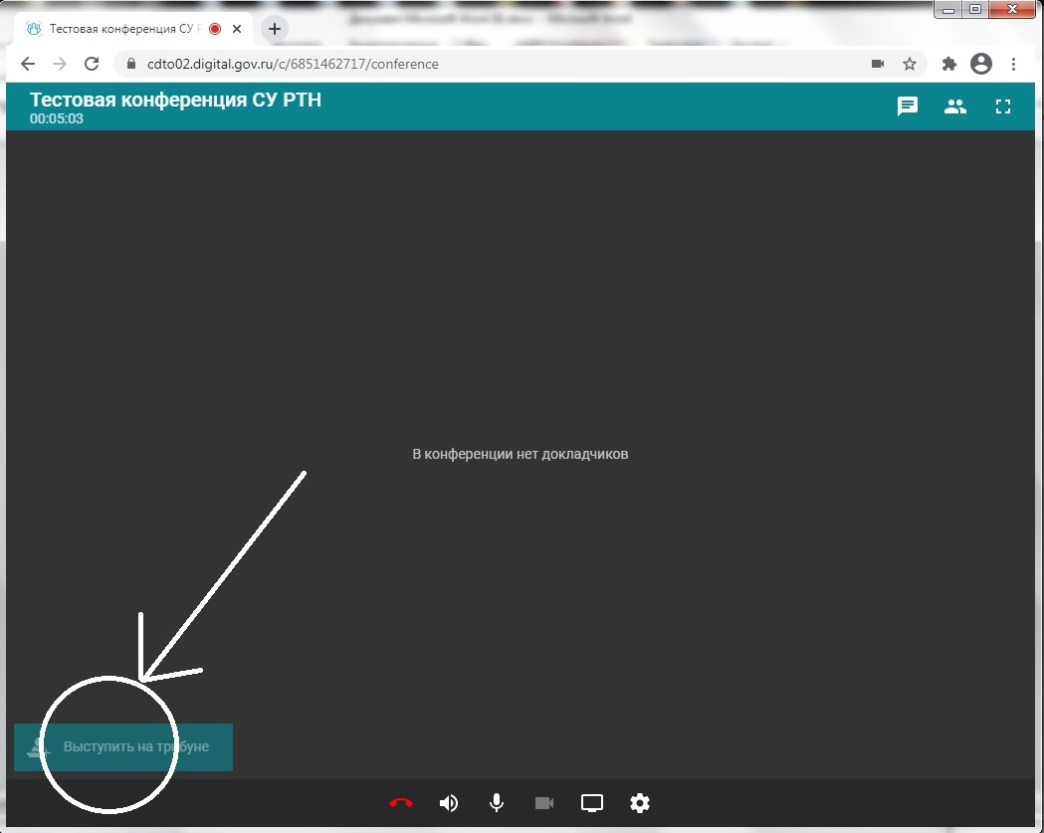 Тестовая конференция СУ Р
cdto02.digital.gov.ru/c/6851462717/conference
Тестовая конференция СУ РТН
00:05:03
В конференции нет докладчиков
Выступить на трибуне